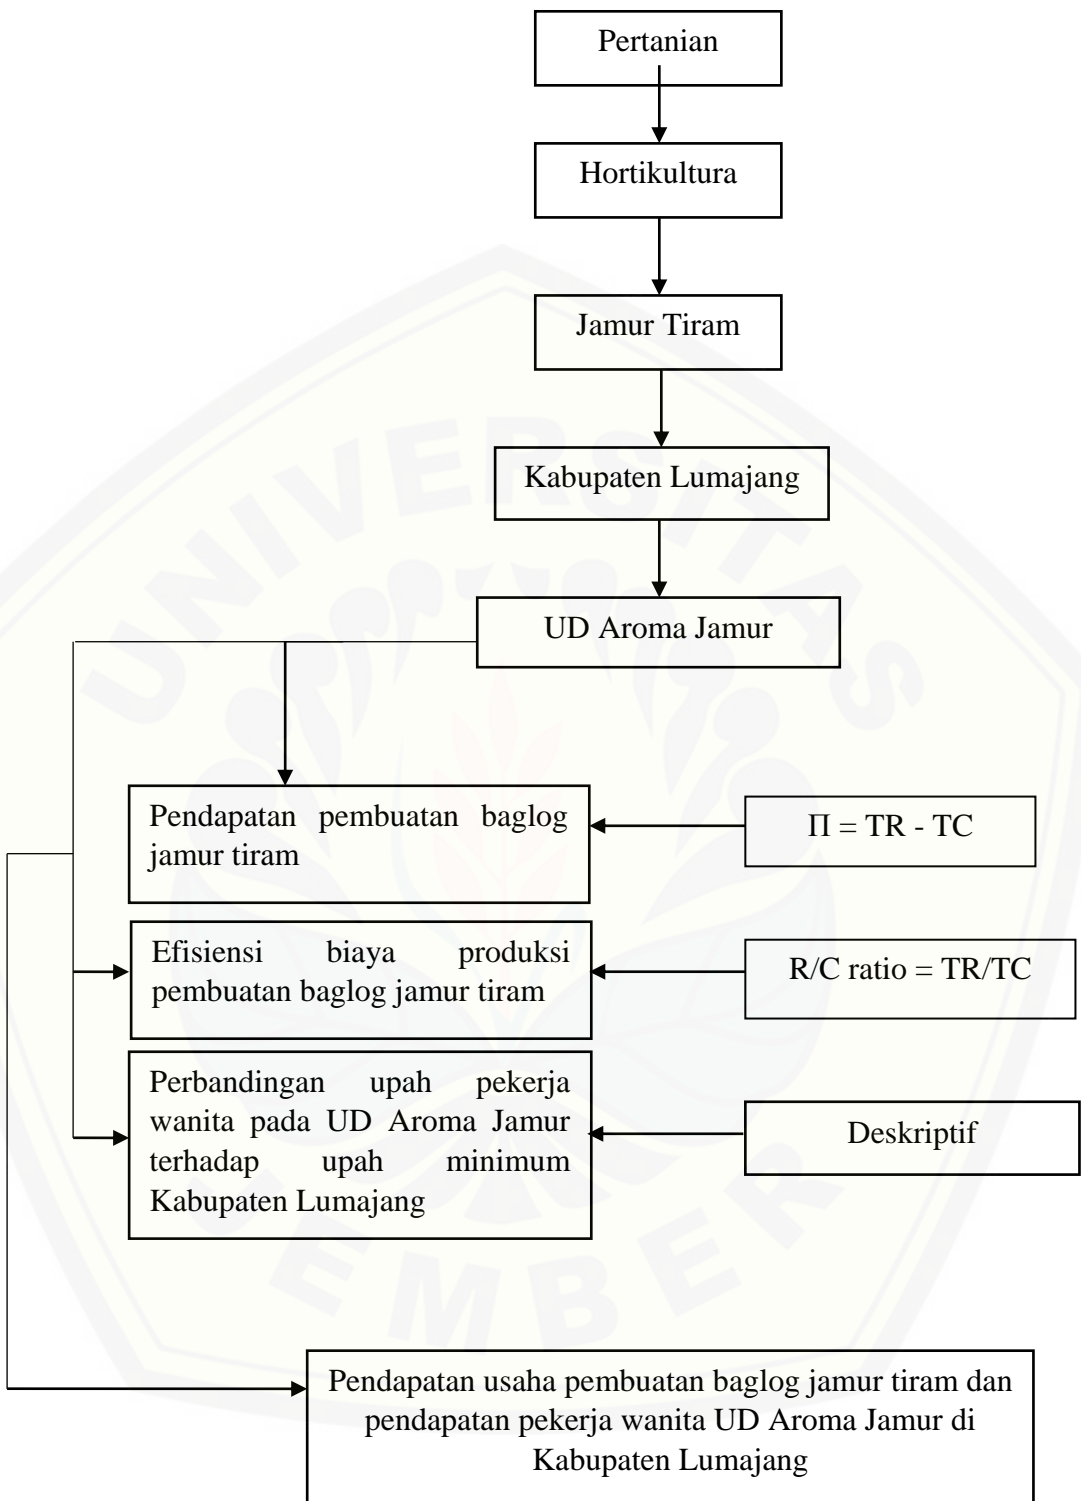 Pertanian
Hortikultura
Jamur Tiram
Kabupaten Lumajang
UD Aroma Jamur
Pendapatan pembuatan baglog
jamur tiram
Π = TR - TC
Efisiensi biaya produksi
pembuatan baglog jamur tiram
R/C ratio = TR/TC
Perbandingan upah pekerja
wanita pada UD Aroma Jamur
terhadap upah minimum
Kabupaten Lumajang
Deskriptif
Pendapatan usaha pembuatan baglog jamur tiram dan
pendapatan pekerja wanita UD Aroma Jamur di
Kabupaten Lumajang
UNIVERSITAS
JEMBER